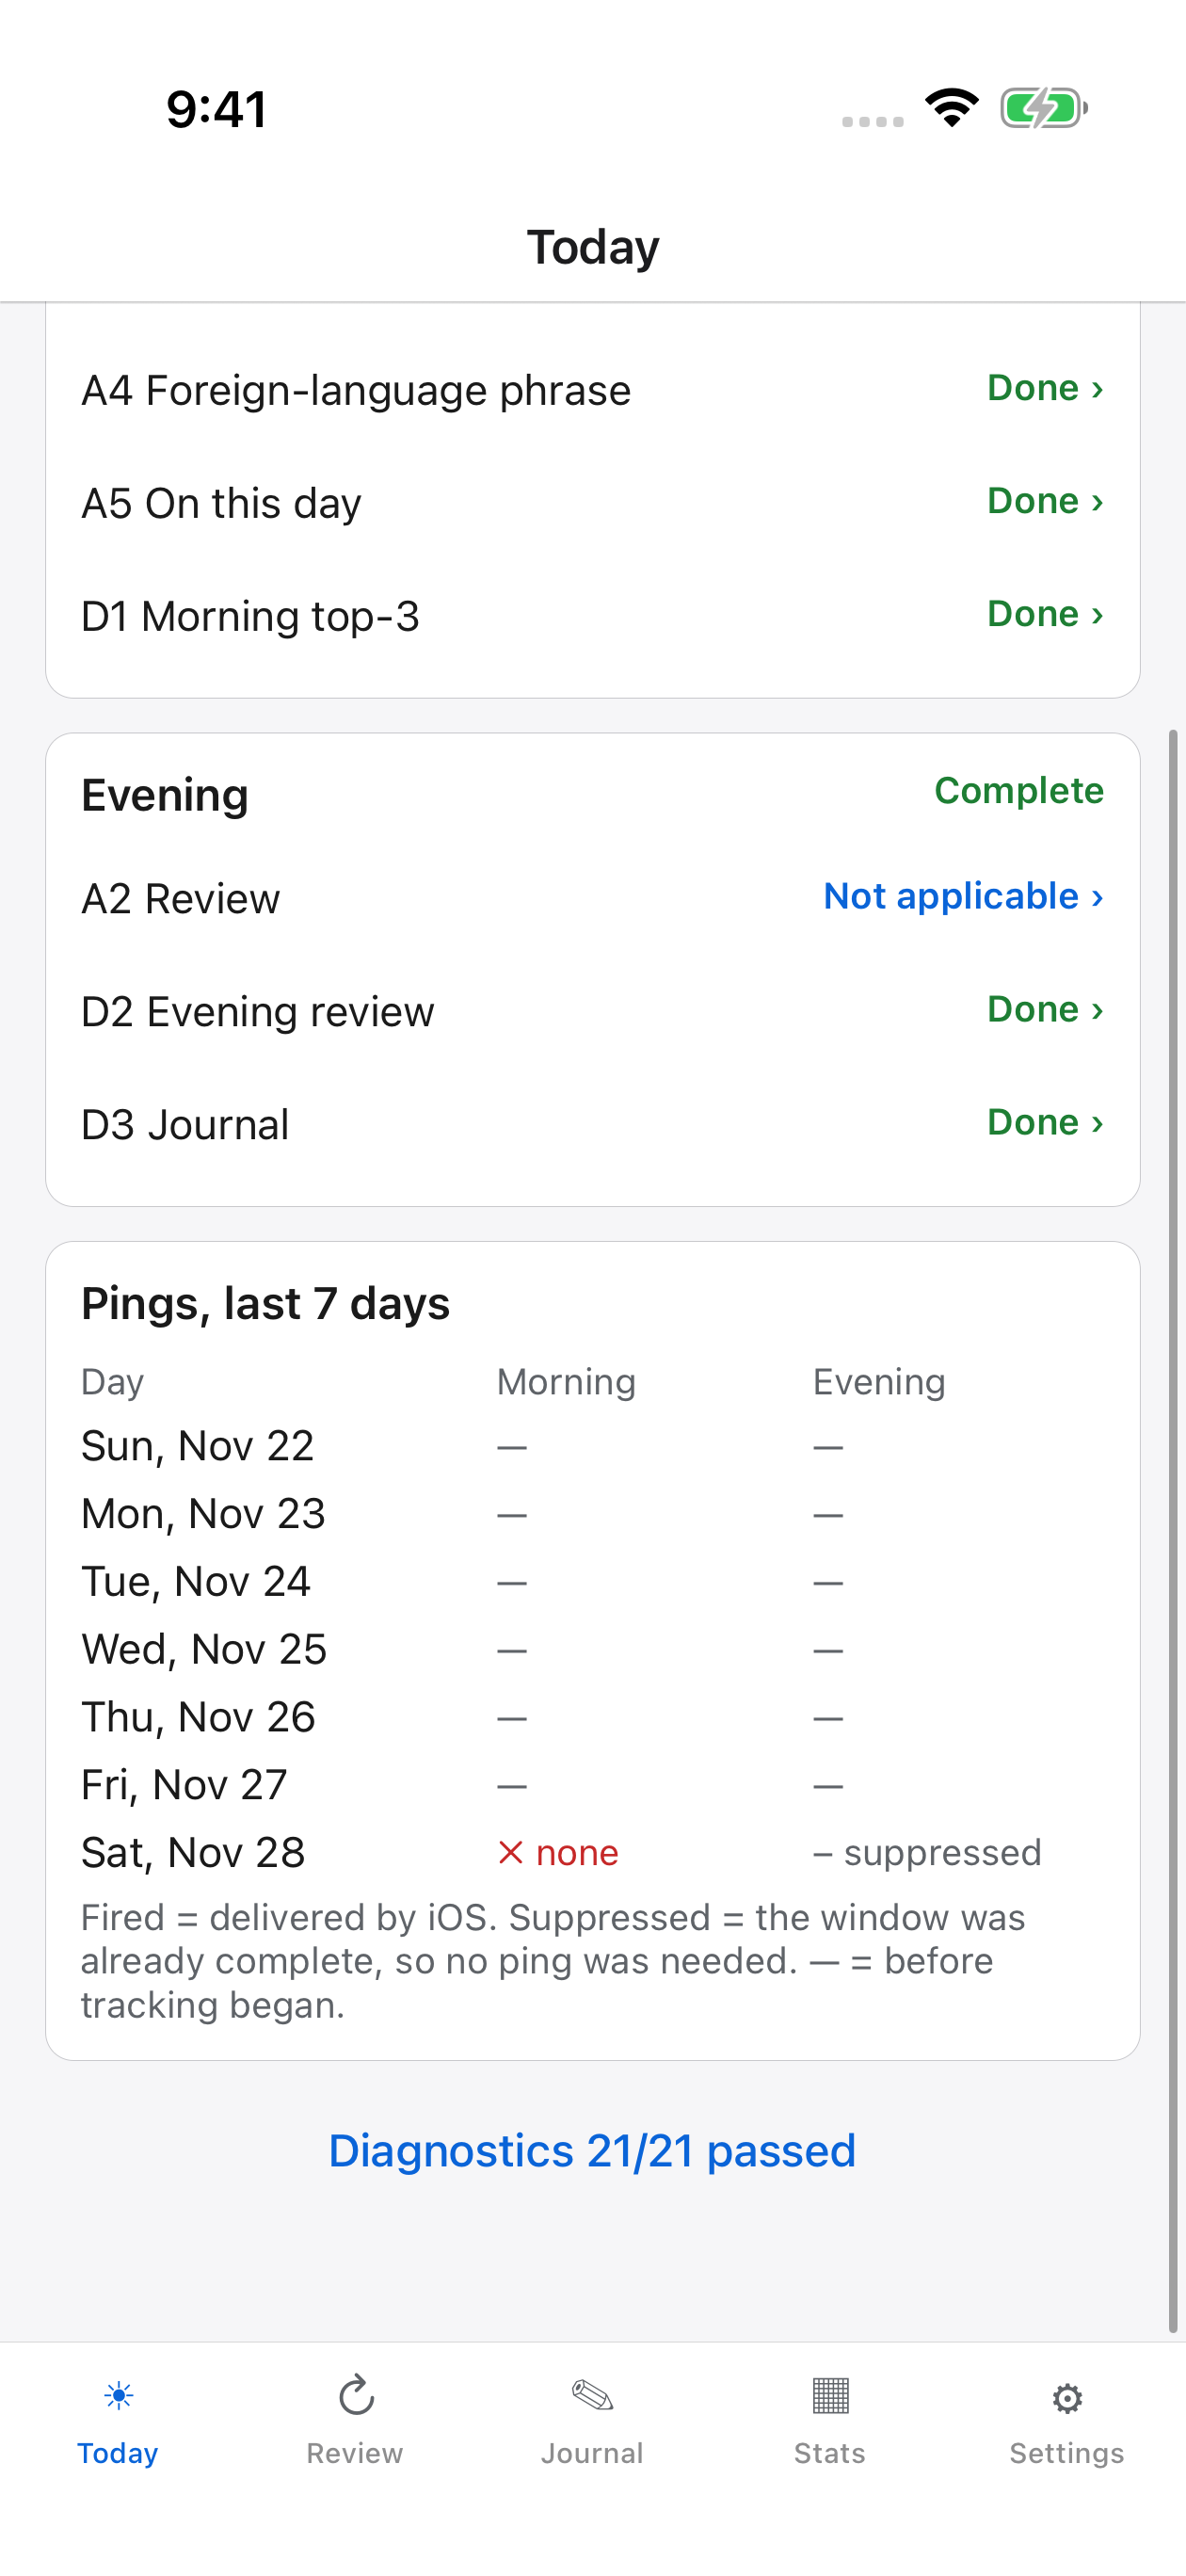 9:41
Today
A4 Foreign-language phrase Done ›
A5 On this day Done ›
D1 Morning top-3 Done ›
Evening Complete
A2 Review Not applicable ›
D2 Evening review Done ›
D3 Journal Done ›
Pings, last 7 days
Day Morning Evening
Sun, Nov 22 — —
Mon, Nov 23 — —
Tue, Nov 24 — —
Wed, Nov 25 — —
Thu, Nov 26 — —
Fri, Nov 27 — —
Sat, Nov 28 ✕ none – suppressed
Fired = delivered by iOS. Suppressed = the window was
already complete, so no ping was needed. — = before
tracking began.
Diagnostics 21/21 passed
Today Review Journal Stats Settings